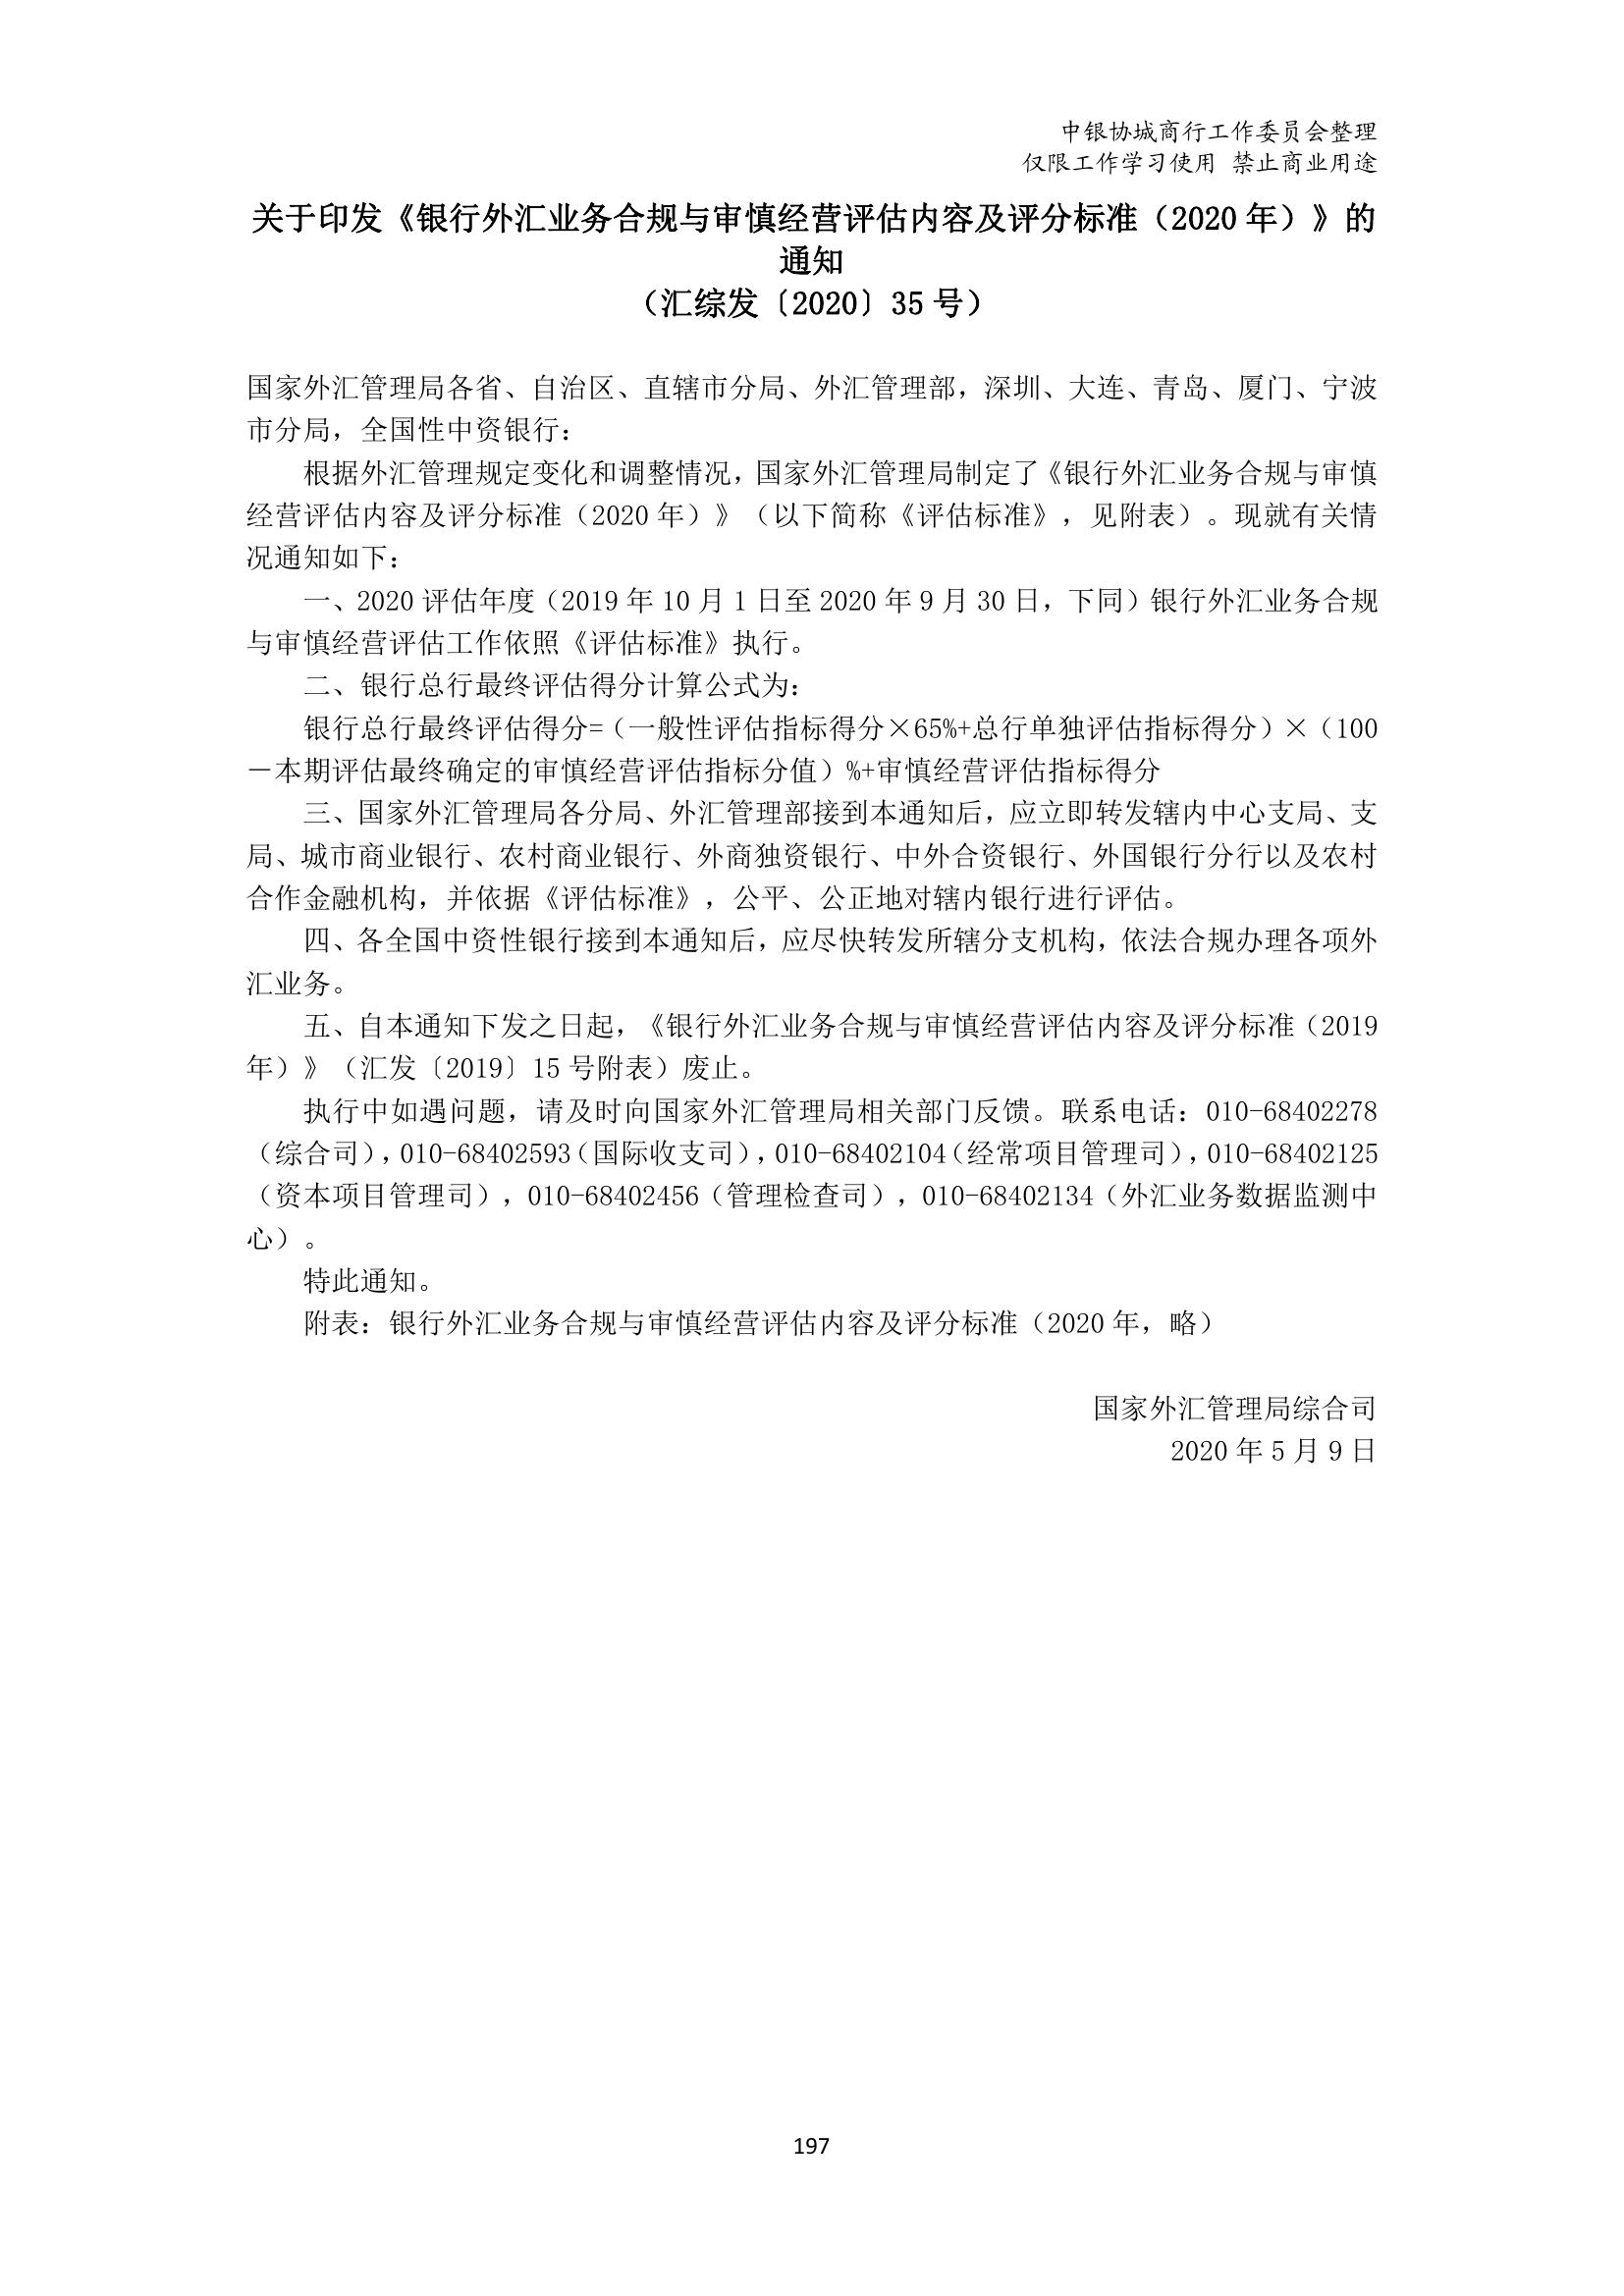 中银协城商行工作委员会整理
仅限工作学习使用 禁止商业用途
关于印发《银行外汇业务合规与审慎经营评估内容及评分标准（2020 年）》的
通知
（汇综发〔2020〕35 号）
国家外汇管理局各省、自治区、直辖市分局、外汇管理部，深圳、大连、青岛、厦门、宁波
市分局，全国性中资银行：
根据外汇管理规定变化和调整情况，国家外汇管理局制定了《银行外汇业务合规与审慎
经营评估内容及评分标准（2020 年）》（以下简称《评估标准》，见附表）。现就有关情
况通知如下：
一、2020 评估年度（2019 年 10 月 1 日至 2020 年 9 月 30 日，下同）银行外汇业务合规
与审慎经营评估工作依照《评估标准》执行。
二、银行总行最终评估得分计算公式为：
银行总行最终评估得分=（一般性评估指标得分×65%+总行单独评估指标得分）×（100
－本期评估最终确定的审慎经营评估指标分值）%+审慎经营评估指标得分
三、国家外汇管理局各分局、外汇管理部接到本通知后，应立即转发辖内中心支局、支
局、城市商业银行、农村商业银行、外商独资银行、中外合资银行、外国银行分行以及农村
合作金融机构，并依据《评估标准》，公平、公正地对辖内银行进行评估。
四、各全国中资性银行接到本通知后，应尽快转发所辖分支机构，依法合规办理各项外
汇业务。
五、自本通知下发之日起，《银行外汇业务合规与审慎经营评估内容及评分标准（2019
年）》（汇发〔2019〕15 号附表）废止。
执行中如遇问题，请及时向国家外汇管理局相关部门反馈。联系电话：010-68402278
（综合司），010-68402593（国际收支司），010-68402104（经常项目管理司），010-68402125
（资本项目管理司），010-68402456（管理检查司），010-68402134（外汇业务数据监测中
心）。
特此通知。
附表：银行外汇业务合规与审慎经营评估内容及评分标准（2020 年，略）
国家外汇管理局综合司
2020 年 5 月 9 日
197